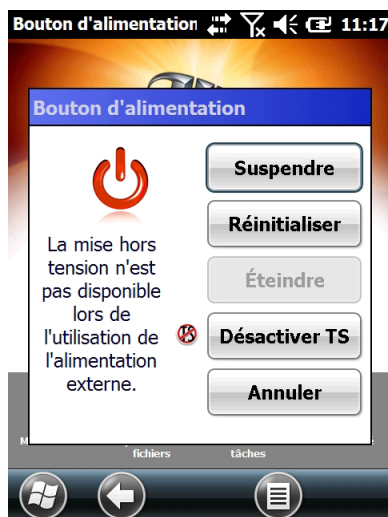 Bouton d'alimentation 11:17
Bouton d'alimentation
La mise hors
tension n'est
pas disponible
lors de
l'utilisation de
l'alimentation
externe.
Suspendre
Réinitialiser
Éteindre
TS
Désactiver TS
Annuler
fichiers
tâches